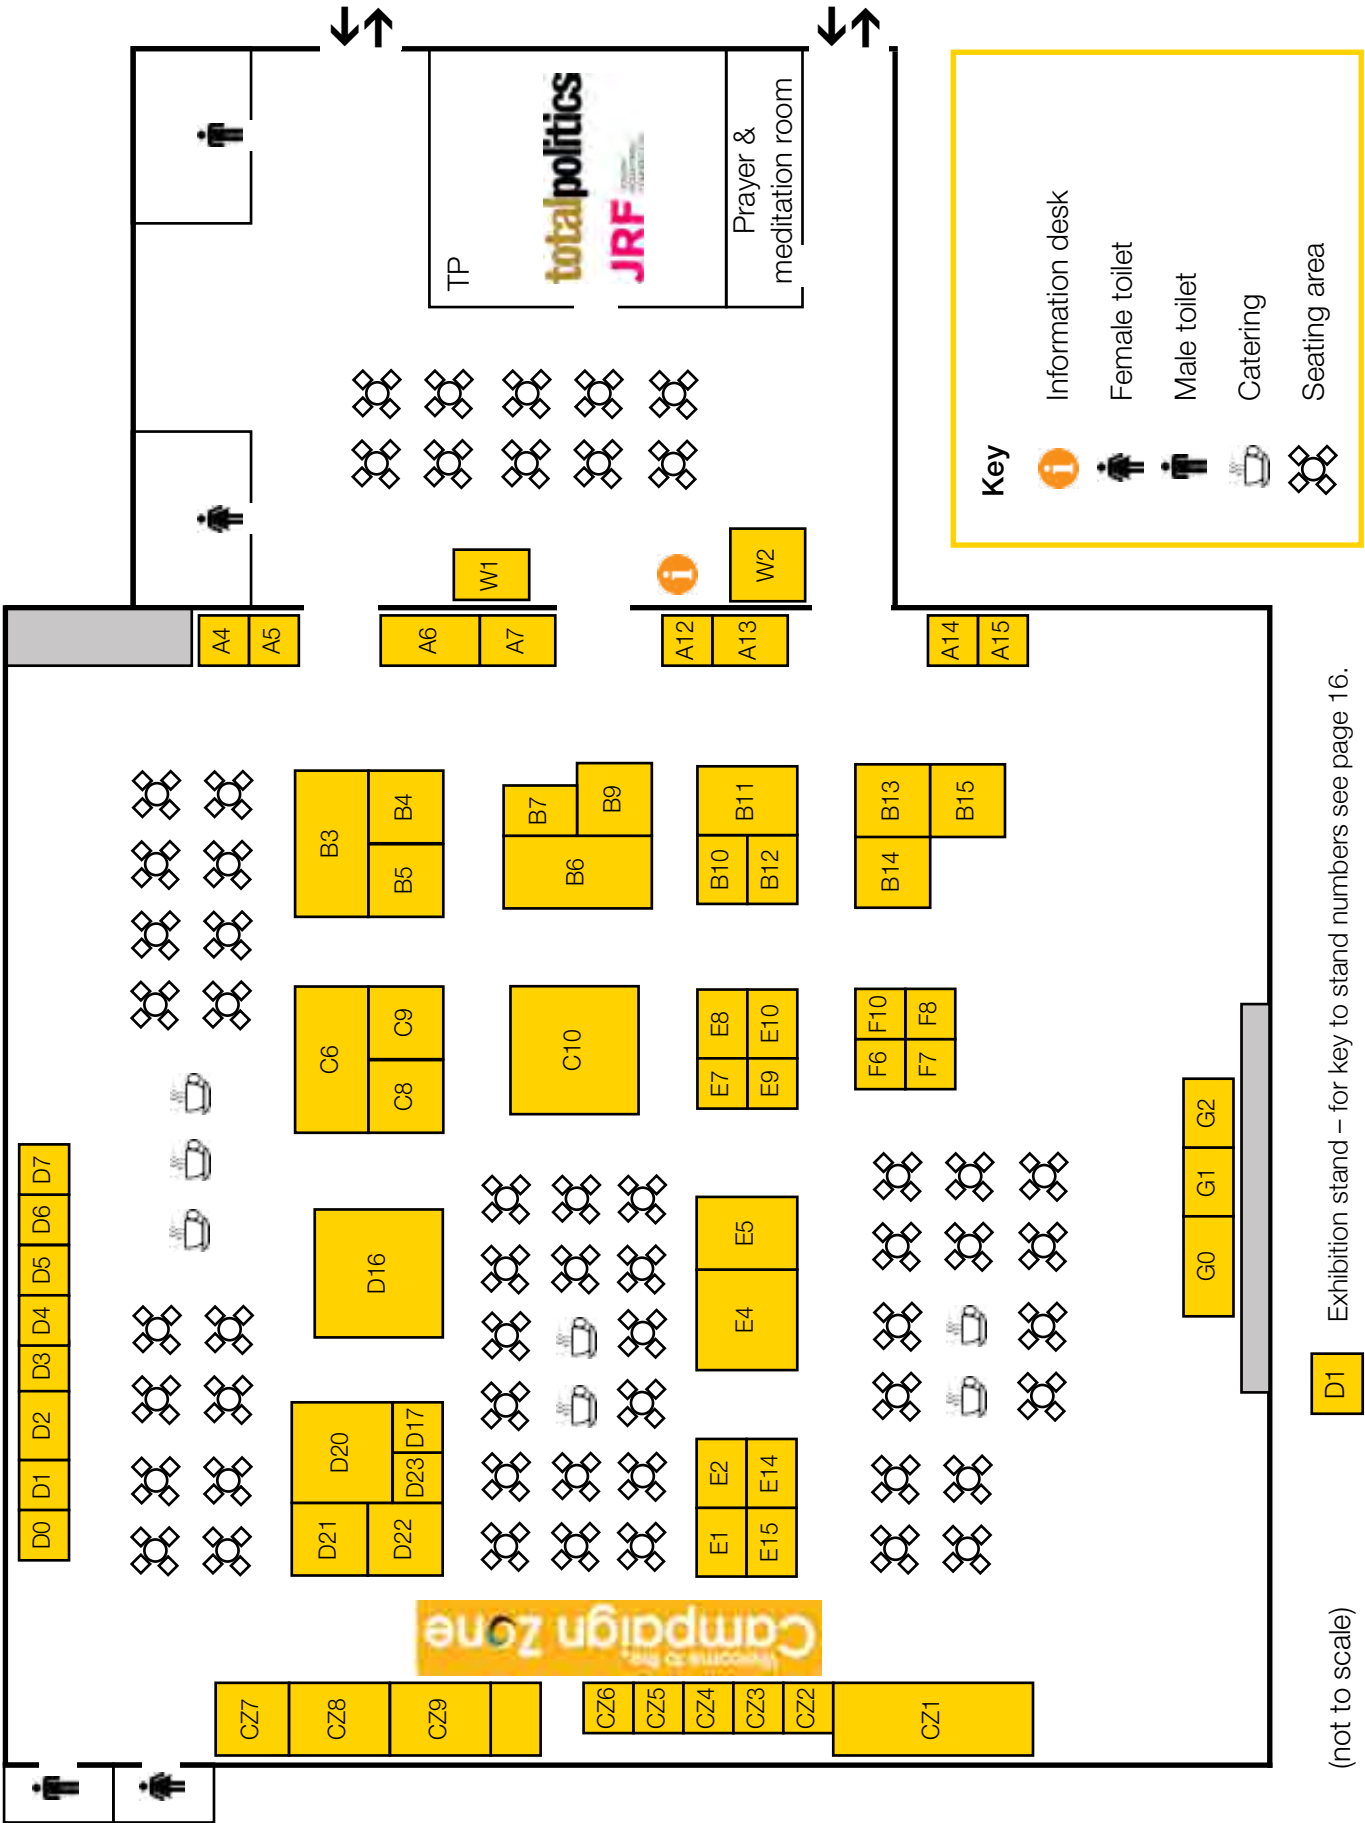 TP
totalpolitics
JRF
Prayer &
meditation room
W1
W2
A4
A5
A6
A7
A12
A13
A14
A15
B3
B4
B5
B6
B7
B9
B10
B11
B12
B13
B14
B15
C6
C8
C9
C10
E7
E8
E9
E10
F6
F10
F7
F8
D0
D1
D2
D3
D4
D5
D6
D7
D16
D20
D17
D23
D21
D22
E4
E5
E1
E2
E15
E14
G0
G1
G2
Welcome to the
Campaign Zone
CZ7
CZ8
CZ9
CZ6
CZ5
CZ4
CZ3
CZ2
CZ1
Key
i
Information desk
Female toilet
Male toilet
Catering
Seating area
i
D1 Exhibition stand – for key to stand numbers see page 16.
(not to scale)